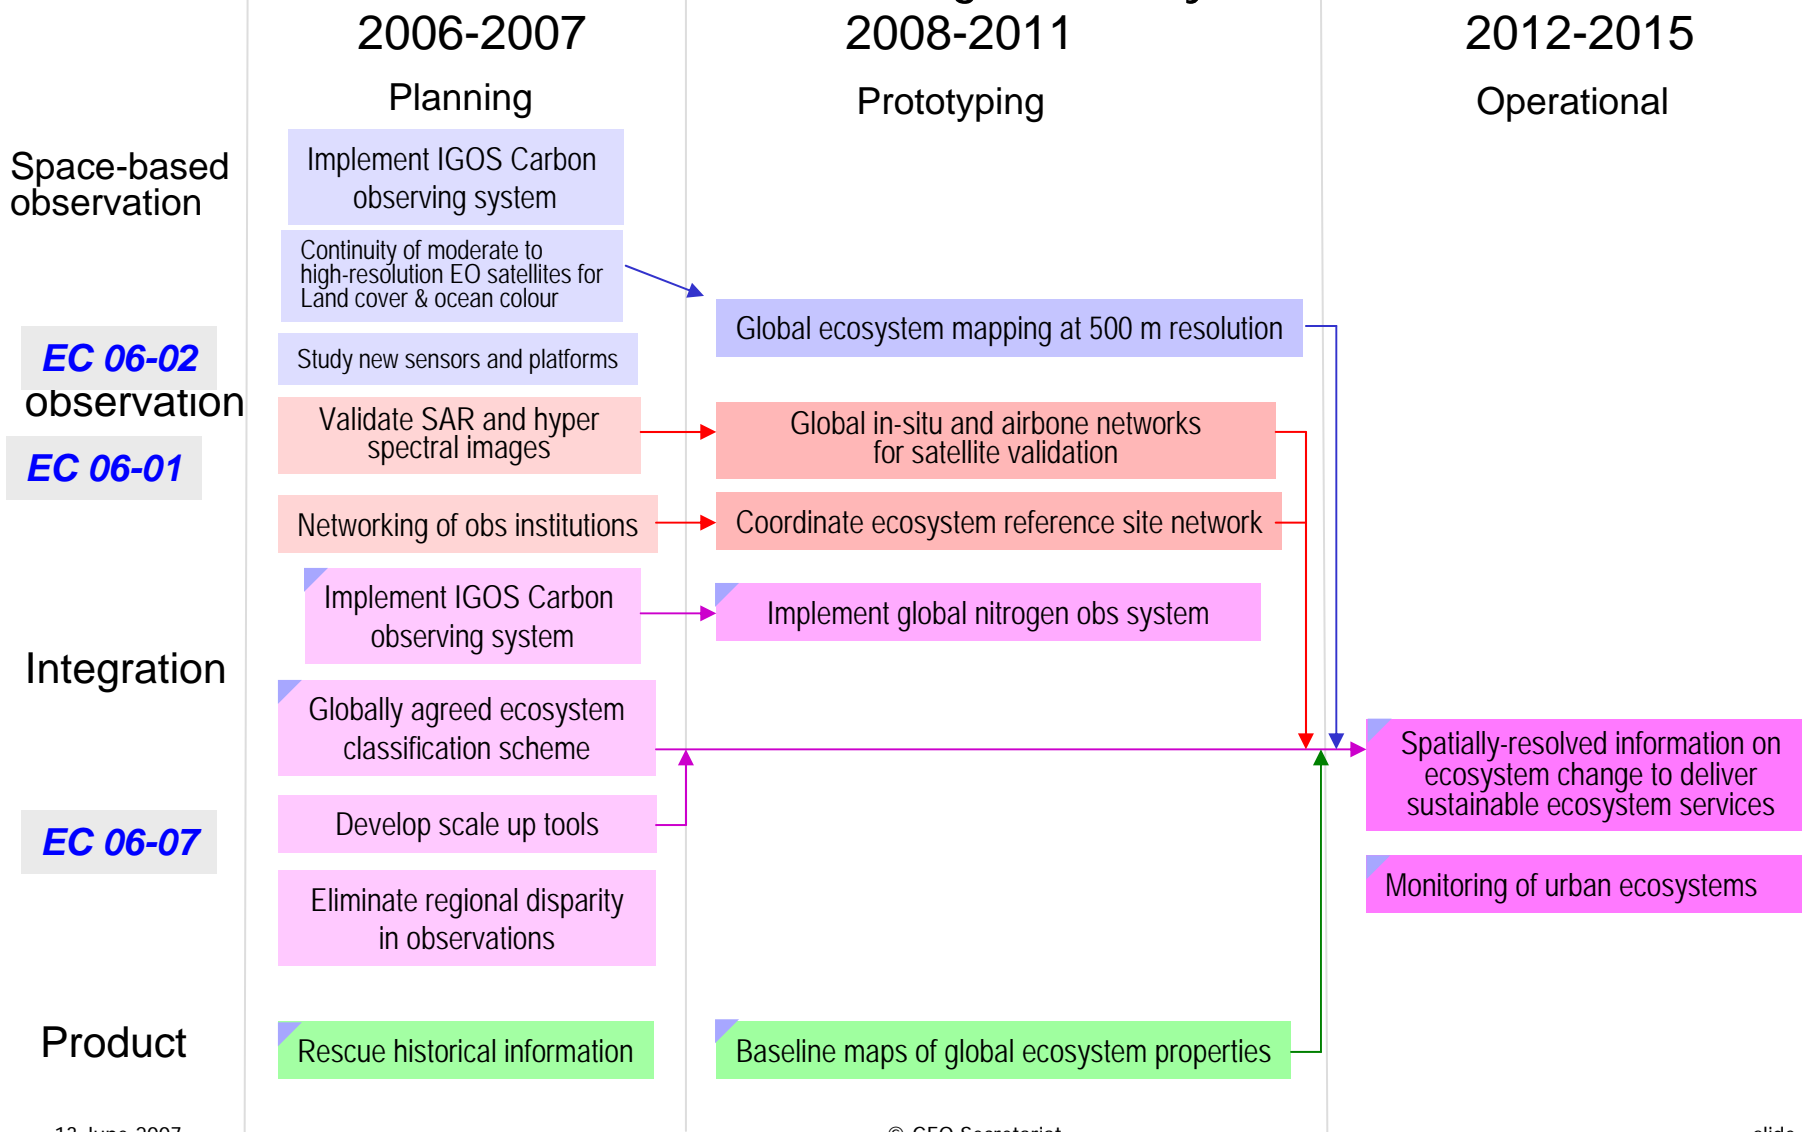 2006-2007
2008-2011
2012-2015
Planning
Prototyping
Operational
Space-based
observation
Implement IGOS Carbon
observing system
Continuity of moderate to
high-resolution EO satellites for
Land cover & ocean colour
Global ecosystem mapping at 500 m resolution
EC 06-02
Study new sensors and platforms
observation
Validate SAR and hyper
spectral images
Global in-situ and airbone networks
for satellite validation
EC 06-01
Networking of obs institutions
Coordinate ecosystem reference site network
Implement IGOS Carbon
observing system
Implement global nitrogen obs system
Integration
Globally agreed ecosystem
classification scheme
Spatially-resolved information on
ecosystem change to deliver
sustainable ecosystem services
Develop scale up tools
EC 06-07
Monitoring of urban ecosystems
Eliminate regional disparity
in observations
Product
Rescue historical information
Baseline maps of global ecosystem properties
June 2007
© GEO Secretariat
slide